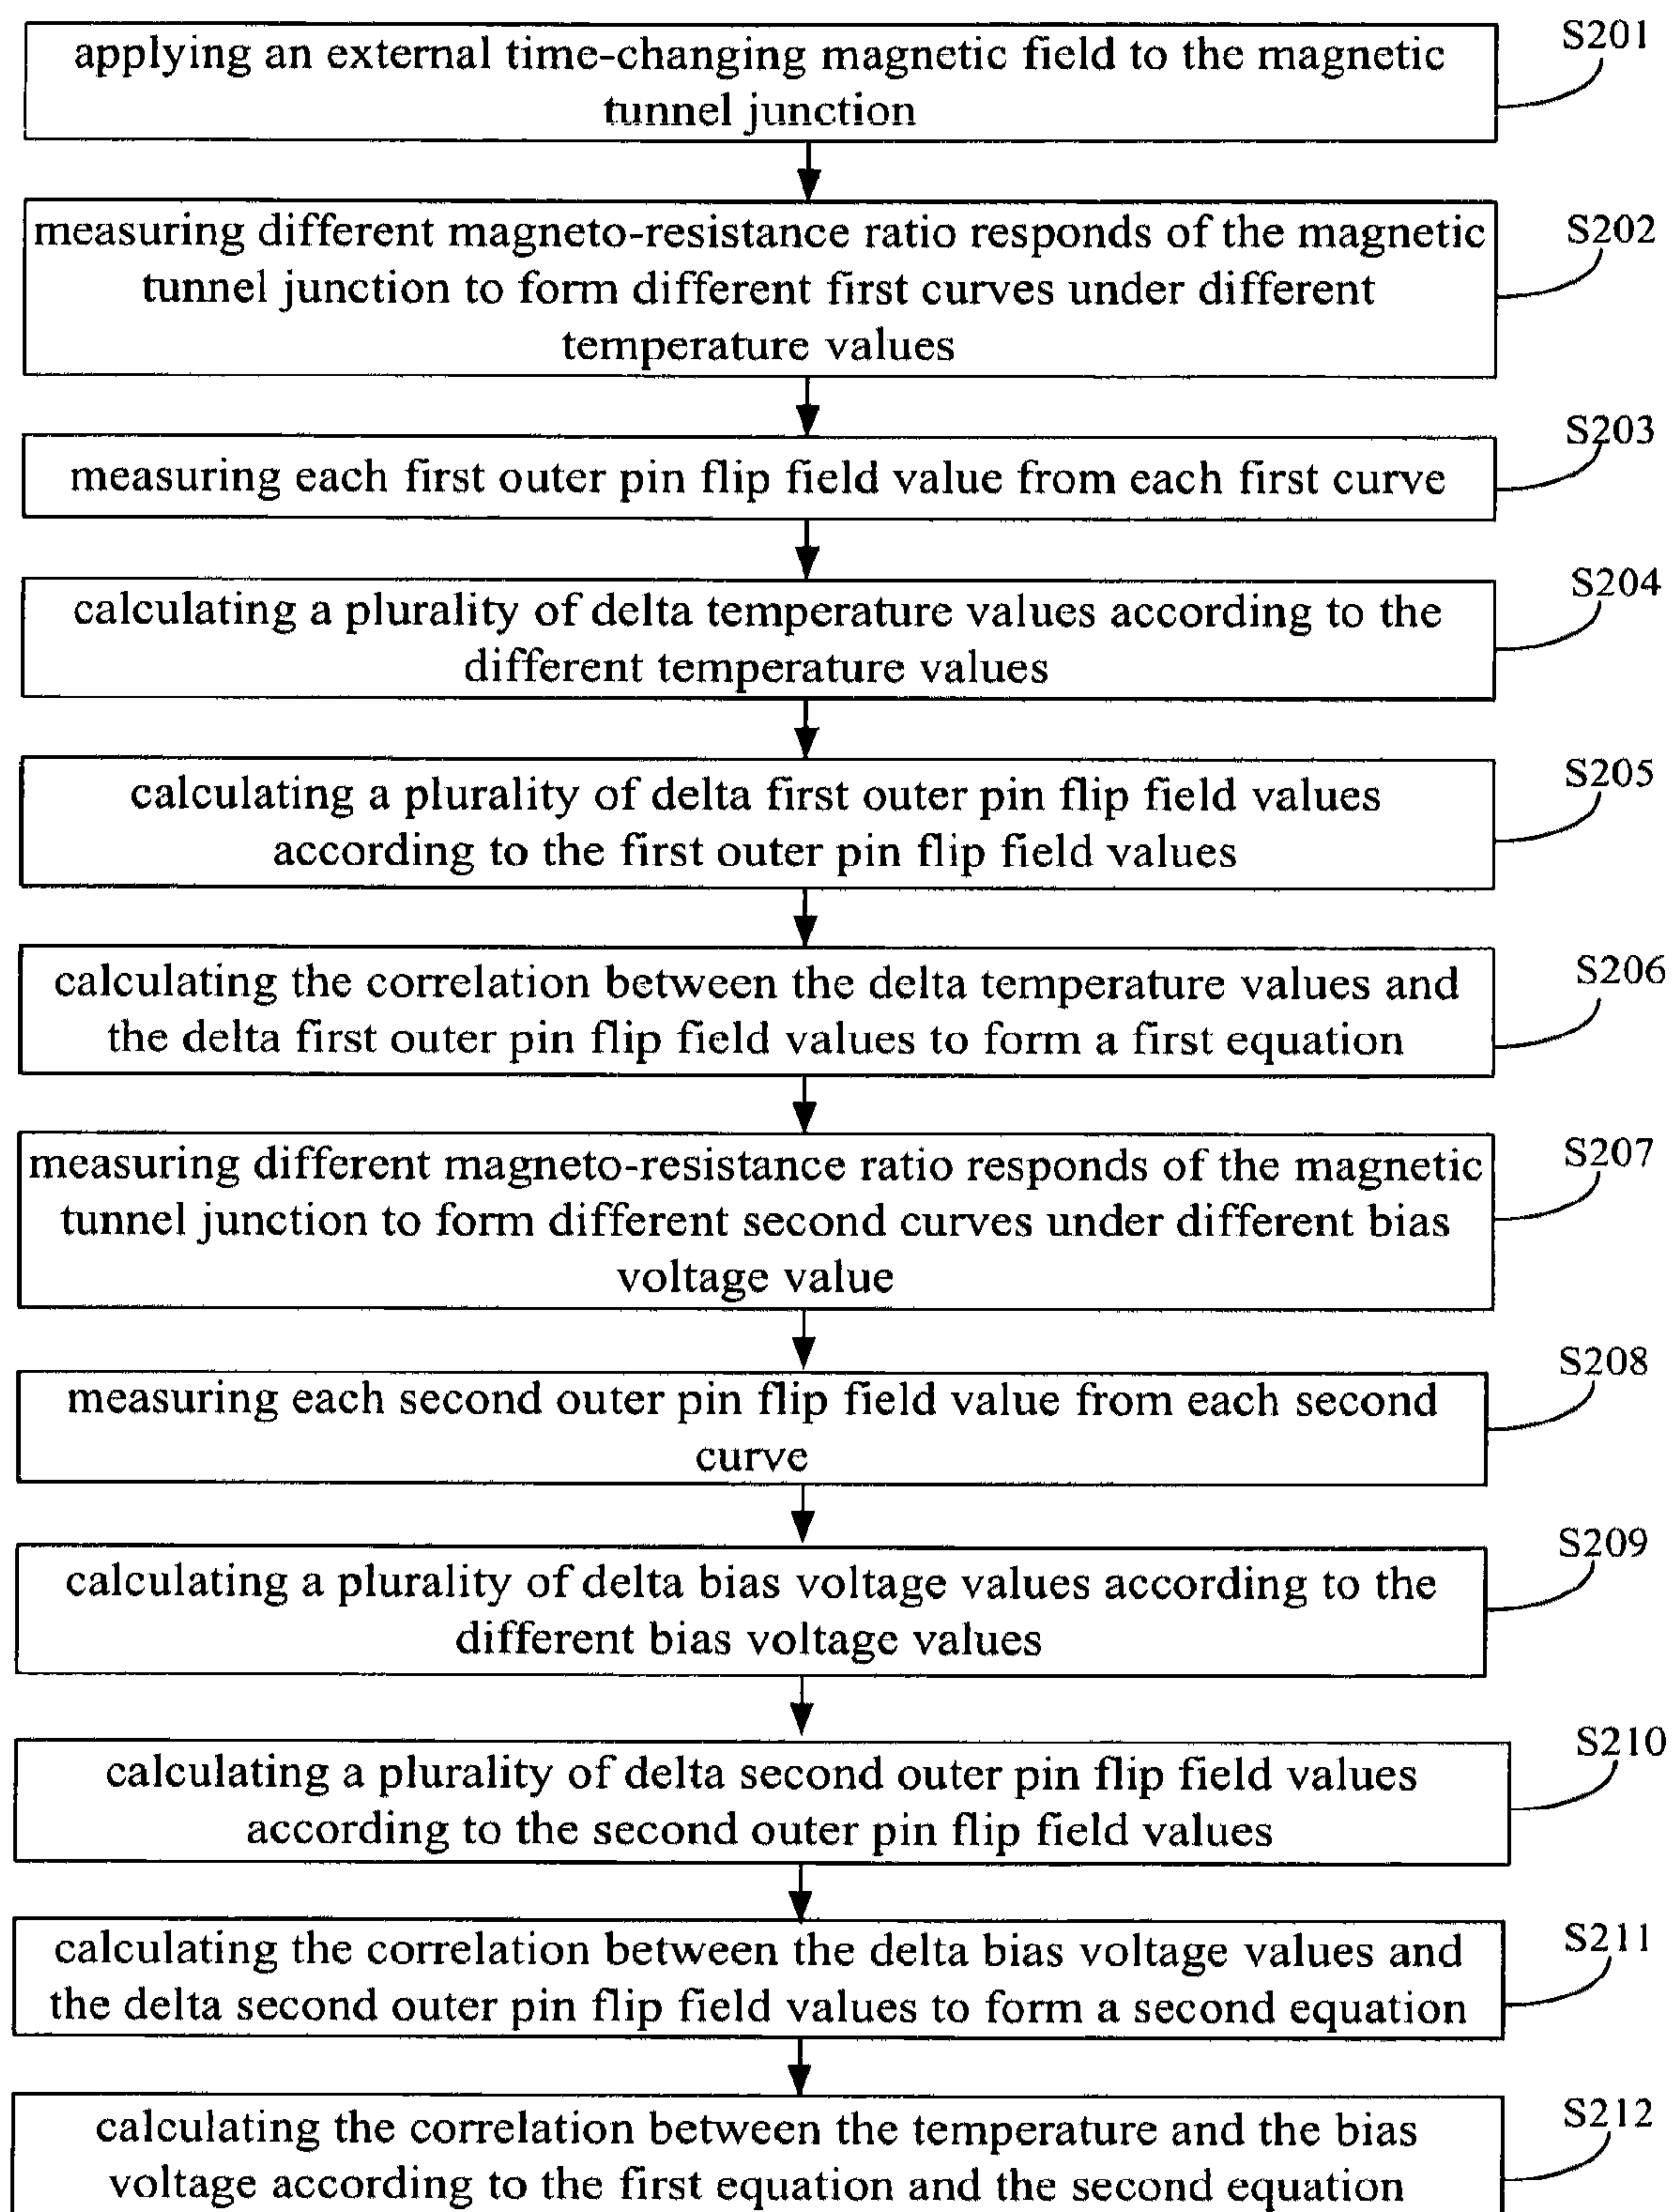 applying an external time-changing magnetic field to the magnetic
tunnel junction
S201
measuring different magneto-resistance ratio responds of the magnetic
tunnel junction to form different first curves under different
temperature values
S202
measuring each first outer pin flip field value from each first curve
S203
calculating a plurality of delta temperature values according to the
different temperature values
S204
calculating a plurality of delta first outer pin flip field values
according to the first outer pin flip field values
S205
calculating the correlation between the delta temperature values and
the delta first outer pin flip field values to form a first equation
S206
measuring different magneto-resistance ratio responds of the magnetic
tunnel junction to form different second curves under different bias
voltage value
S207
measuring each second outer pin flip field value from each second
curve
S208
calculating a plurality of delta bias voltage values according to the
different bias voltage values
S209
calculating a plurality of delta second outer pin flip field values
according to the second outer pin flip field values
S210
calculating the correlation between the delta bias voltage values and
the delta second outer pin flip field values to form a second equation
S211
calculating the correlation between the temperature and the bias
voltage according to the first equation and the second equation
S212